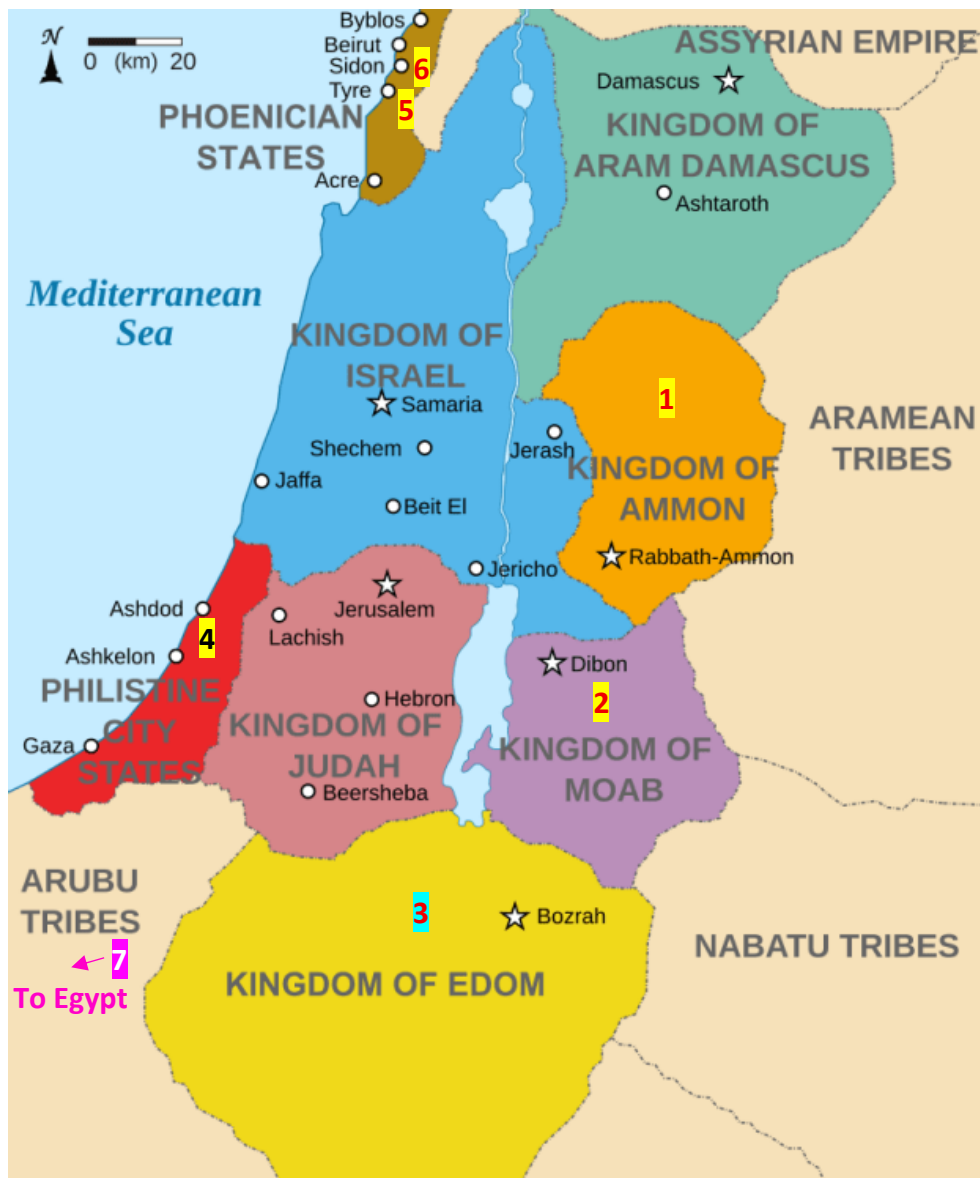 Byblos
N
0 (km) 20
Beirut
Sidon
6
Tyre
5
PHOENICIAN
STATES
Acre
ASSYRIAN EMPIRE
Damascus
KINGDOM OF
ARAM DAMASCUS
Ashtaroth
Mediterranean
Sea
KINGDOM OF
ISRAEL
Samaria
Shechem
Jerash
Jaffa
Beit El
Jericho
1
KINGDOM OF
AMMON
Rabbath-Ammon
ARAMEAN
TRIBES
Ashdod
4
Ashkelon
PHILISTINE
CITY
STATES
Gaza
Jerusalem
Lachish
Hebron
KINGDOM OF
JUDAH
Beersheba
Dibon
2
KINGDOM OF
MOAB
ARUBU
TRIBES
7
To Egypt
3
Bozrah
KINGDOM OF EDOM
NABATU TRIBES